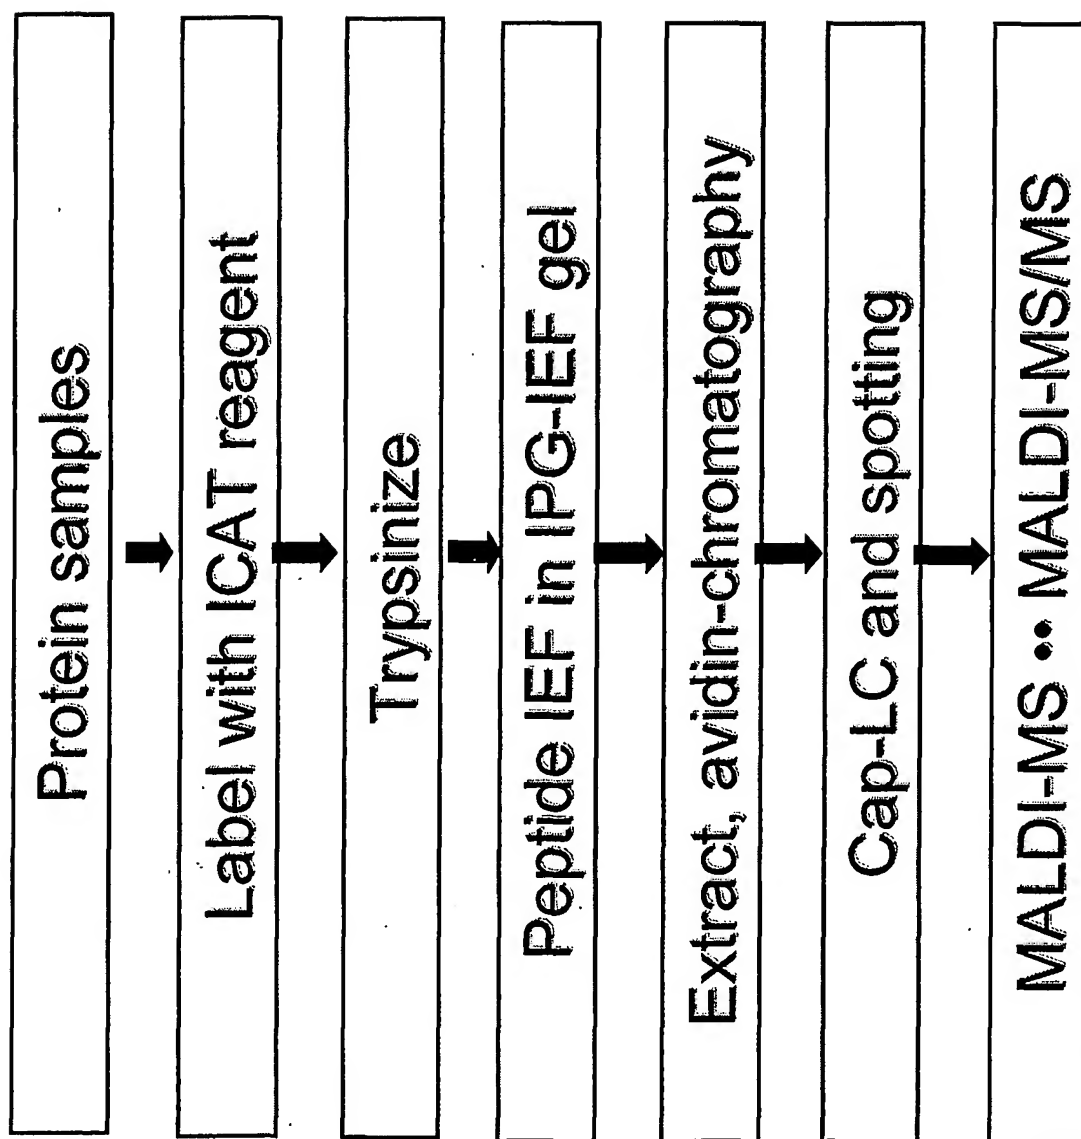 Protein samples
Label with ICAT reagent
Trypsinize
Peptide IEF in IPG-IEF gel
Extract, avidin-chromatography
Cap-LC and spotting
MALDI-MS •• MALDI-MS/MS